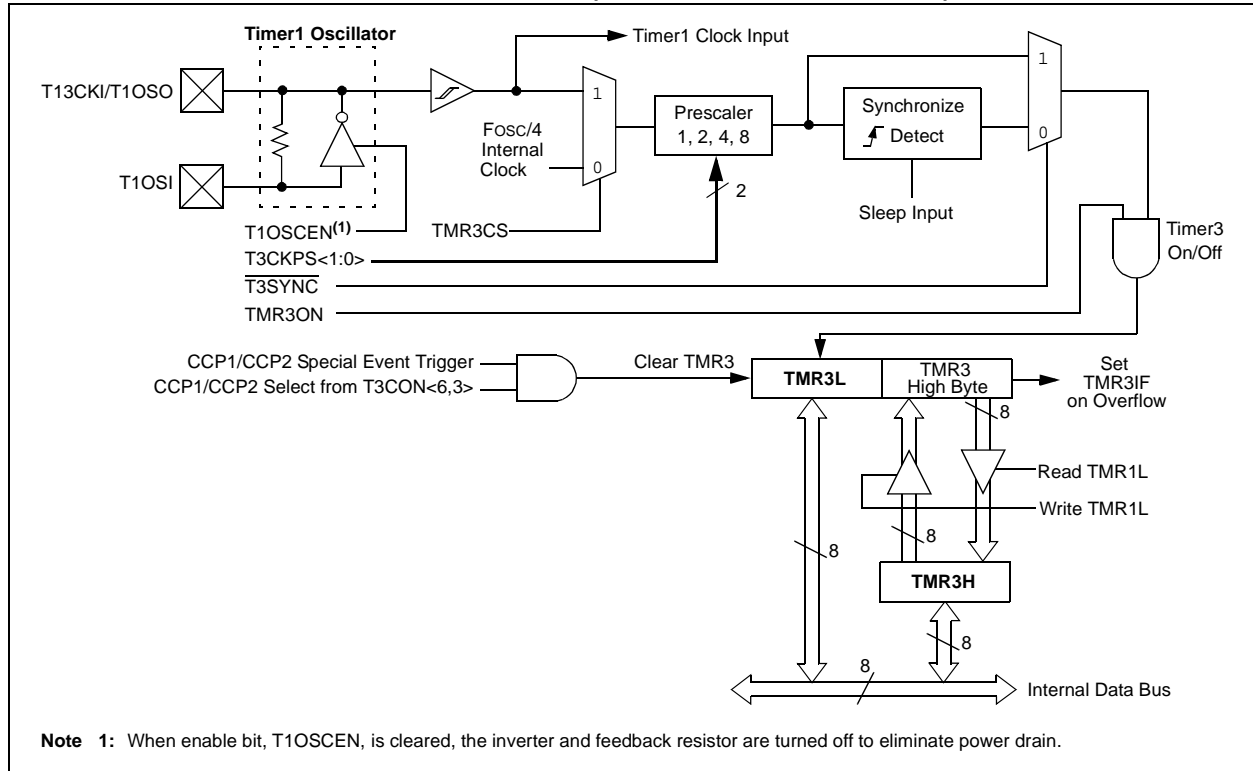 Timer1 Oscillator
Timer1 Clock Input
1
T13CKI/T1OSO
1
Prescaler
1, 2, 4, 8
Synchronize
Detect
FOSC/4
Internal
Clock
0
0
T1OSI
2
Sleep Input
T1OSCEN(1)
TMR3CS
Timer3
On/Off
T3CKPS<1:0>
T3SYNC
TMR3ON
CCP1/CCP2 Special Event Trigger
CCP1/CCP2 Select from T3CON<6,3>
Clear TMR3
TMR3L
TMR3
High Byte
Set
TMR3IF
on Overflow
8
Read TMR1L
Write TMR1L
8
8
TMR3H
8
8
Internal Data Bus
Note 1: When enable bit, T1OSCEN, is cleared, the inverter and feedback resistor are turned off to eliminate power drain.